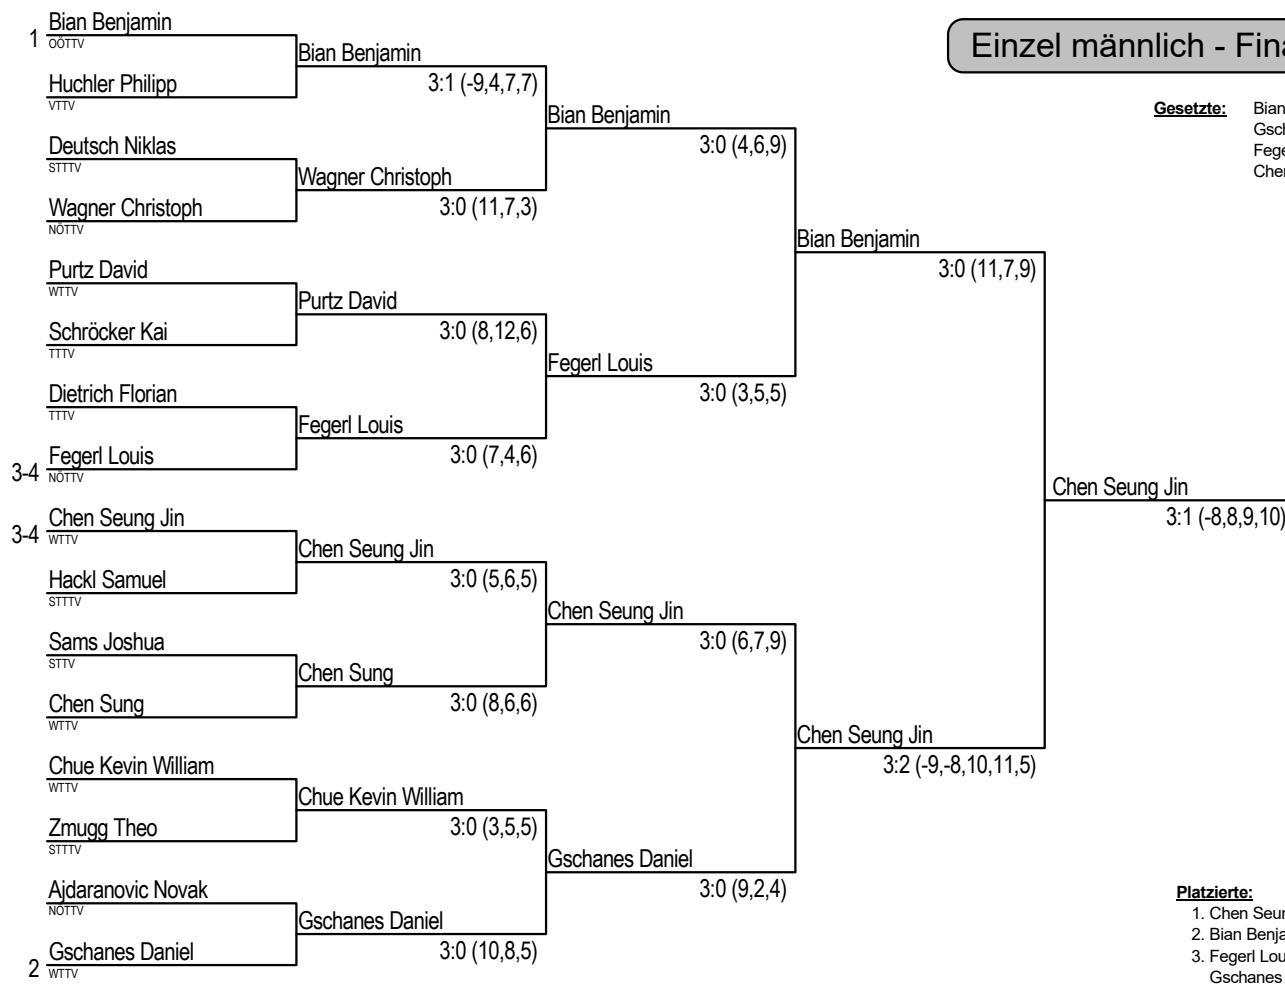 Einzel männlich - Fina
Gesetzte: Bian
Gsch
Fege
Chen
1 Bian Benjamin
OÖTTV
Bian Benjamin
3:1 (-9,4,7,7)
Huchler Philipp
VTTV
Bian Benjamin
3:0 (4,6,9)
Deutsch Niklas
STTTV
Wagner Christoph
3:0 (11,7,3)
Wagner Christoph
NÖTTV
Bian Benjamin
3:0 (11,7,9)
Purtz David
WTTV
Purtz David
3:0 (8,12,6)
Schröcker Kai
TTTV
Fegerl Louis
3:0 (3,5,5)
Dietrich Florian
TTTV
Fegerl Louis
3:0 (7,4,6)
3-4 Fegerl Louis
NÖTTV
Chen Seung Jin
3:1 (-8,8,9,10)
3-4 Chen Seung Jin
WTTV
Chen Seung Jin
3:0 (5,6,5)
Hackl Samuel
STTTV
Chen Seung Jin
3:0 (6,7,9)
Sams Joshua
STTV
Chen Sung
3:0 (8,6,6)
Chen Sung
WTTV
Chen Seung Jin
3:2 (-9,-8,10,11,5)
Chue Kevin William
WTTV
Chue Kevin William
3:0 (3,5,5)
Zmugg Theo
STTTV
Gschanes Daniel
3:0 (9,2,4)
Ajdaranovic Novak
NÖTTV
Gschanes Daniel
3:0 (10,8,5)
2 Gschanes Daniel
WTTV
Platzierte:
1. Chen Seun
2. Bian Benja
3. Fegerl Lou
Gschanes